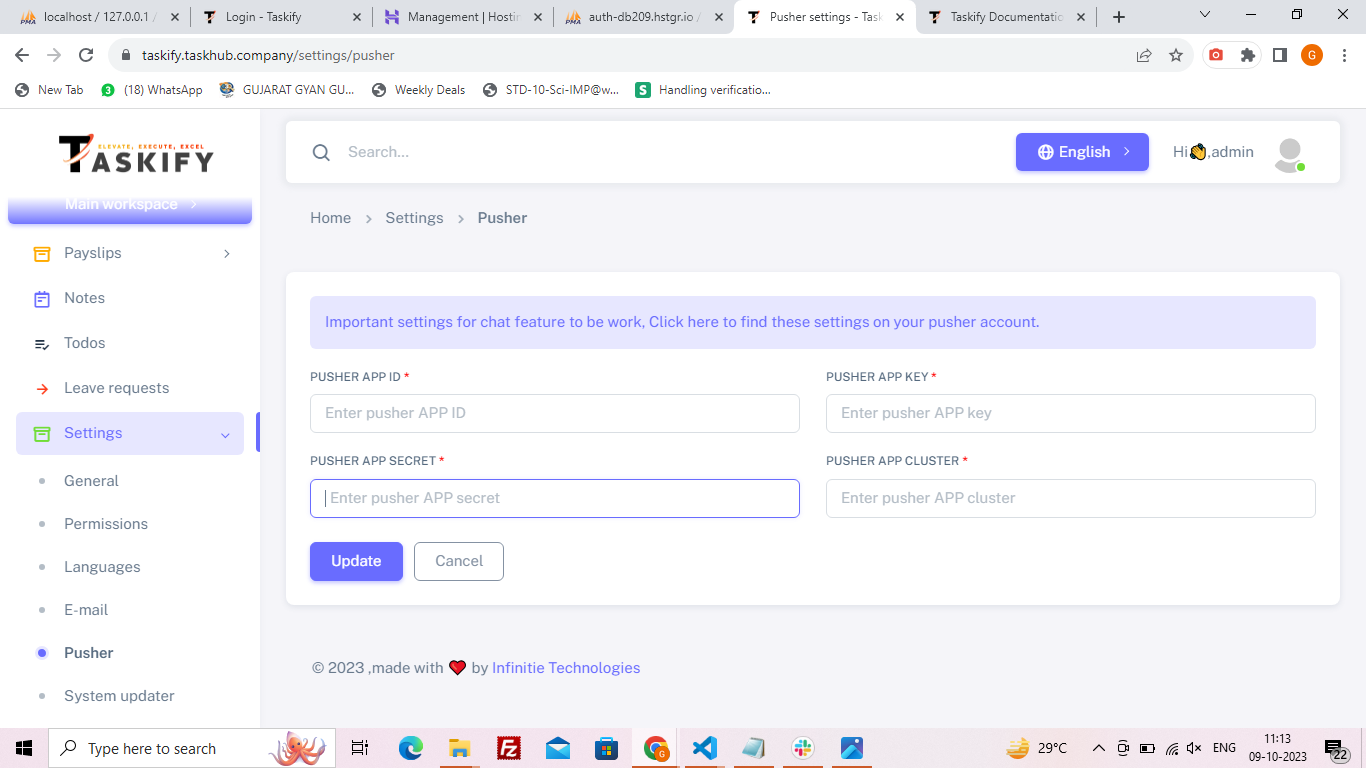 localhost / 127.0.0.1 /
Login - Taskify
Management | Hostin
auth-db209.hstgr.io /
Pusher settings - Task
Taskify Documentatio
taskify.taskhub.company/settings/pusher
G
New Tab
3 (18) WhatsApp
GUJARAT GYAN GU...
Weekly Deals
STD-10-Sci-IMP@w...
S Handling verificatio...
ELEVATE, EXECUTE, EXCEL
TASKIFY
Search...
English
Hi👋,admin
Main workspace
Home > Settings > Pusher
Payslips
Notes
Todos
Leave requests
Settings
General
Permissions
Languages
E-mail
Pusher
System updater
Important settings for chat feature to be work, Click here to find these settings on your pusher account.
PUSHER APP ID *
PUSHER APP KEY *
Enter pusher APP ID
Enter pusher APP key
PUSHER APP SECRET *
PUSHER APP CLUSTER *
Enter pusher APP secret
Enter pusher APP cluster
Update
Cancel
© 2023 ,made with ❤️ by Infinitie Technologies
Type here to search
29°C
ENG
11:13
09-10-2023
22